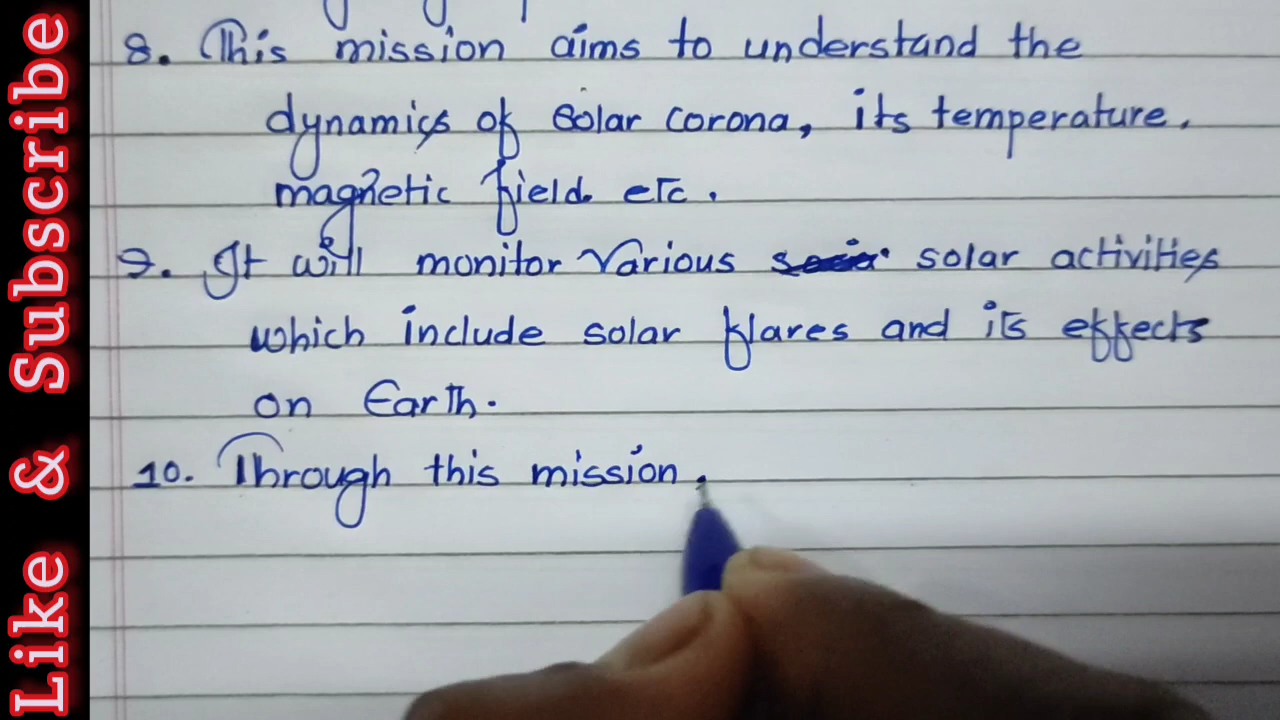 Like & Subscribe
8. This mission aims to understand the
dynamics of solar corona, its temperature,
magnetic field etc.
9. It will monitor various solar activities
which include solar flares and its effects
on Earth.
10. Through this mission,